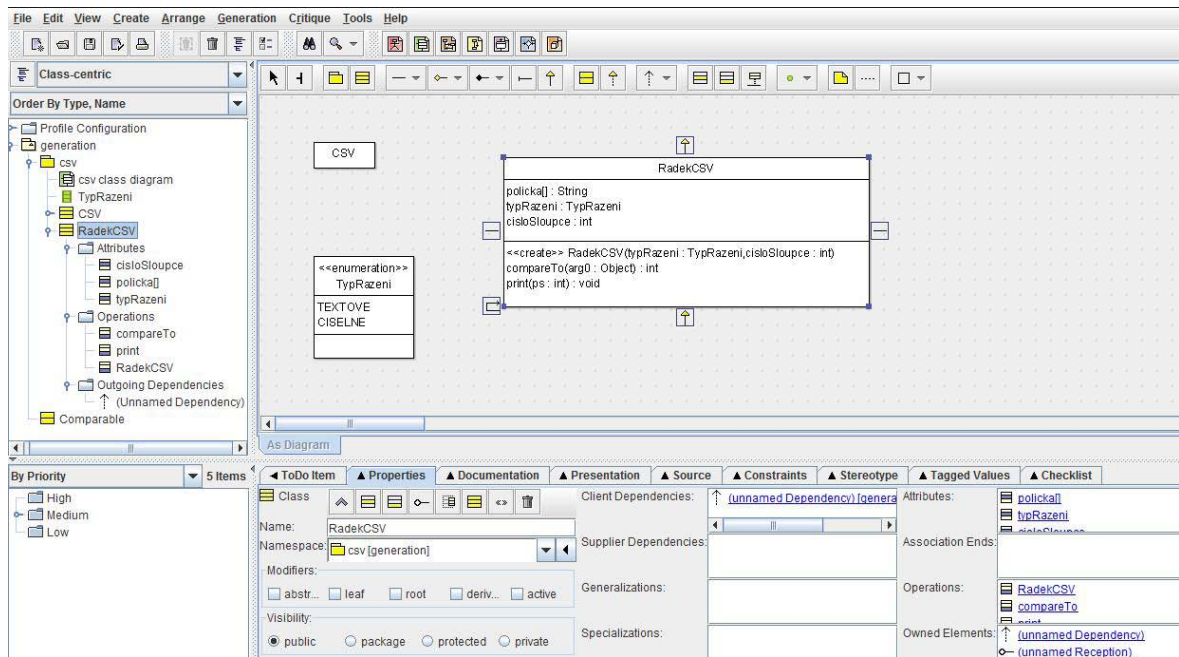 File Edit View Create Arrange Generation Critique Tools Help
Class-centric
Order By Type, Name
Profile Configuration
generation
csv
csv class diagram
TypRazeni
CSV
RadekCSV
Attributes
cisloSloupce
policka[]
typRazeni
Operations
compareTo
print
RadekCSV
Outgoing Dependencies
(Unnamed Dependency)
Comparable
CSV
<<enumeration>>
TypRazeni
TEXTOVE
CISELNE
RadekCSV
policka[] : String
typRazeni : TypRazeni
cisloSloupce : int
<<create>> RadekCSV(typRazeni : TypRazeni,cisloSloupce : int)
compareTo(arg0 : Object) : int
print(ps : int) : void
As Diagram
By Priority 5 Items
High
Medium
Low
ToDo Item Properties Documentation Presentation Source Constraints Stereotype Tagged Values Checklist
Class
Name: RadekCSV
Namespace: csv [generation]
Modifiers:
abstr... leaf root deriv... active
Visibility:
public package protected private
Client Dependencies: (unnamed Dependency) [genera
Supplier Dependencies:
Generalizations:
Specializations:
Attributes: policka[]
typRazeni
cisloSloupce
Association Ends:
Operations: RadekCSV
compareTo
print
Owned Elements: (unnamed Dependency)
(unnamed Reception)